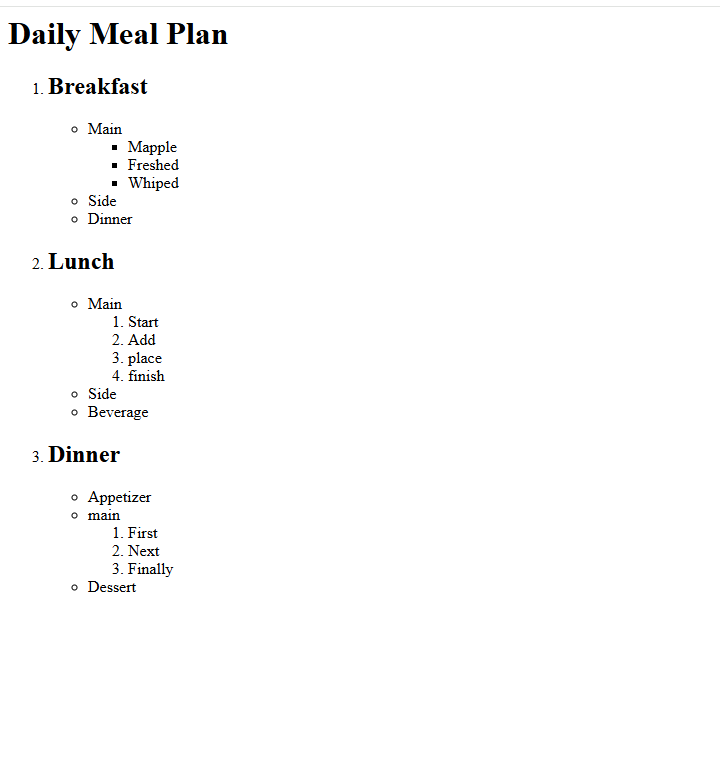 Daily Meal Plan
1. Breakfast
Main
Mapple
Freshed
Whiped
Side
Dinner
2. Lunch
Main
1. Start
2. Add
3. place
4. finish
Side
Beverage
3. Dinner
Appetizer
main
1. First
2. Next
3. Finally
Dessert